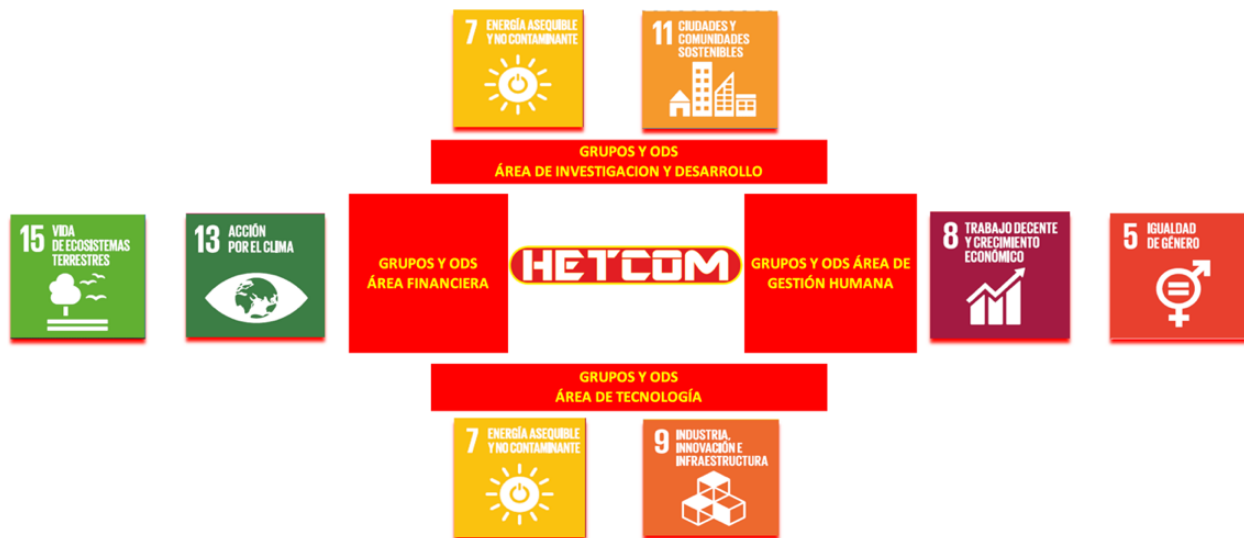 7 ENERGÍA ASEQUIBLE
Y NO CONTAMINANTE
11 CIUDADES Y
COMUNIDADES
SOSTENIBLES
GRUPOS Y ODS
ÁREA DE INVESTIGACION Y DESARROLLO
15 VIDA
DE ECOSISTEMAS
TERRESTRES
13 ACCIÓN
POR EL CLIMA
GRUPOS Y ODS
ÁREA FINANCIERA
HETCOM
GRUPOS Y ODS ÁREA DE
GESTIÓN HUMANA
8 TRABAJO DECENTE
Y CRECIMIENTO
ECONÓMICO
5 IGUALDAD
DE GÉNERO
GRUPOS Y ODS
ÁREA DE TECNOLOGÍA
7 ENERGÍA ASEQUIBLE
Y NO CONTAMINANTE
9 INDUSTRIA,
INNOVACIÓN E
INFRAESTRUCTURA